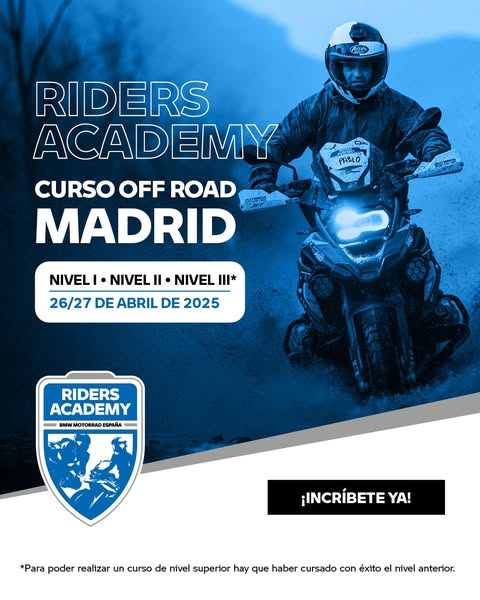 RIDERS
ACADEMY
CURSO OFF ROAD
MADRID
NIVEL I • NIVEL II • NIVEL III*
26/27 DE ABRIL DE 2025
PABLO
RIDERS
ACADEMY
BMW MOTORRAD ESPAÑA
¡INCRÍBETE YA!
*Para poder realizar un curso de nivel superior hay que haber cursado con éxito el nivel anterior.